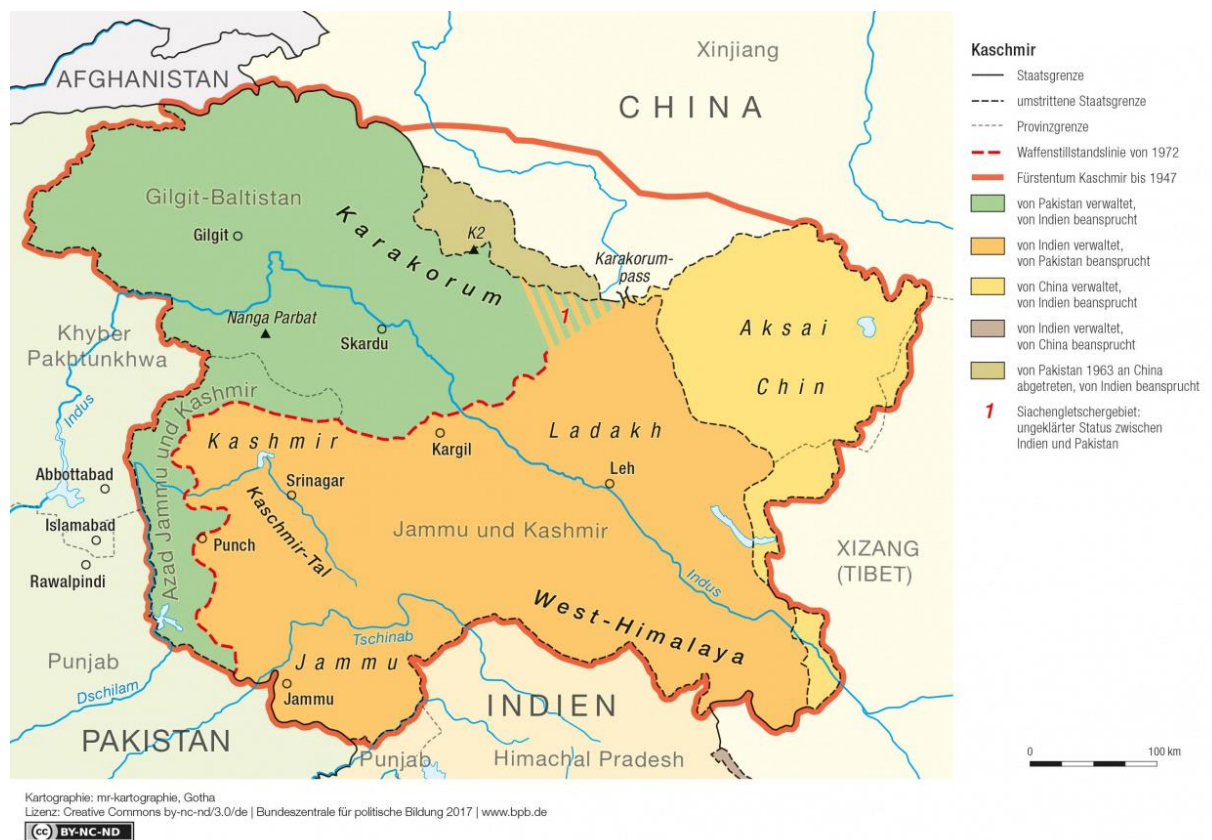 AFGHANISTAN
Xinjiang
CHINA
Gilgit-Baltistan
Gilgit
Karakorum
K2
Karakorum-
pass
1
Aksai
Chin
Khyber
Pakhtunkhwa
Nanga Parbat
Skardu
Indus
Azad Jammu und Kashmir
Kashmir
Kargil
Ladakh
Leh
Abbottabad
Srinagar
Islamabad
Punch
Kaschmir-Tal
Jammu und Kashmir
XIZANG
(TIBET)
Rawalpindi
Indus
West-Himalaya
Tschinab
Punjab
Jammu
Dschilam
Jammu
INDIEN
PAKISTAN
Punjab
Himachal Pradesh
Kaschmir
Staatsgrenze
umstrittene Staatsgrenze
Provinzgrenze
Waffenstillstandslinie von 1972
Fürstentum Kaschmir bis 1947
von Pakistan verwaltet,
von Indien beansprucht
von Indien verwaltet,
von Pakistan beansprucht
von China verwaltet,
von Indien beansprucht
von Indien verwaltet,
von China beansprucht
von Pakistan 1963 an China
abgetreten, von Indien beansprucht
1 Siachengletschergebiet:
ungeklärter Status zwischen
Indien und Pakistan
0 100 km
Kartographie: mr-kartographie, Gotha
Lizenz: Creative Commons by-nc-nd/3.0/de | Bundeszentrale für politische Bildung 2017 | www.bpb.de
cc BY-NC-ND